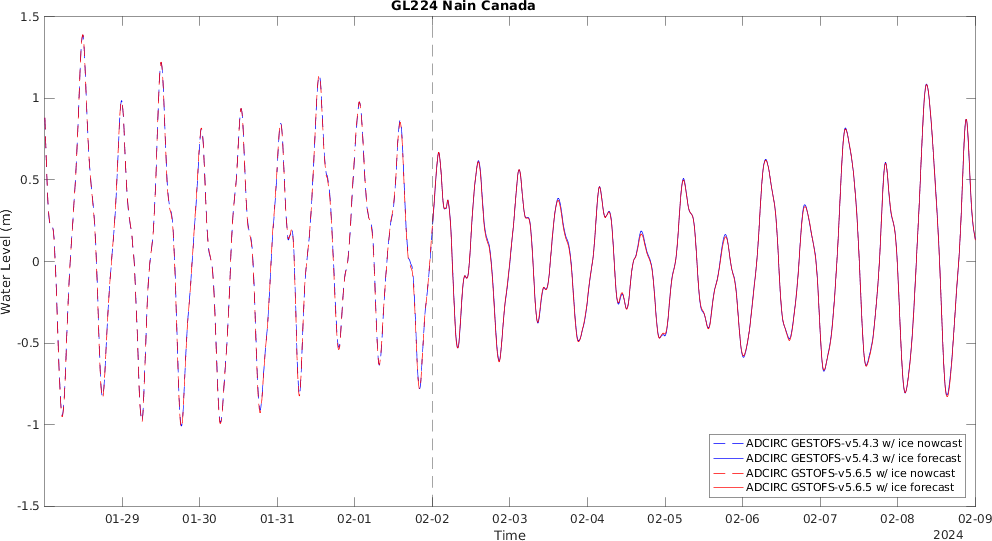 GL224 Nain Canada
1.5
1
0.5
0
-0.5
-1
-1.5
Water Level (m)
ADCIRC GESTOFS-v5.4.3 w/ ice nowcast
ADCIRC GESTOFS-v5.4.3 w/ ice forecast
ADCIRC GSTOFS-v5.6.5 w/ ice nowcast
ADCIRC GSTOFS-v5.6.5 w/ ice forecast
01-29 01-30 01-31 02-01 02-02 02-03 02-04 02-05 02-06 02-07 02-08 02-09
Time
2024